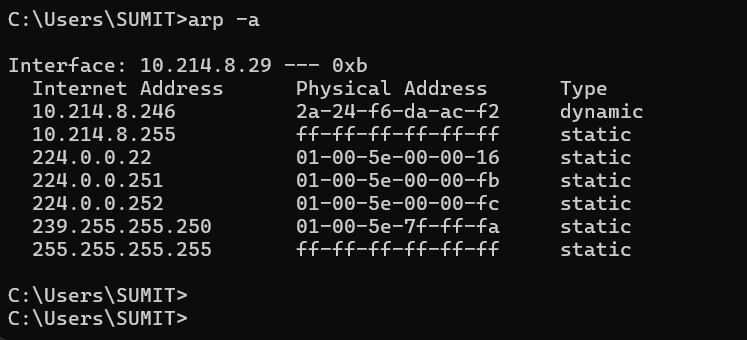 C:\Users\SUMIT>arp -a
Interface: 10.214.8.29 --- 0xb
Internet Address Physical Address Type
10.214.8.246 2a-24-f6-da-ac-f2 dynamic
10.214.8.255 ff-ff-ff-ff-ff-ff static
224.0.0.22 01-00-5e-00-00-16 static
224.0.0.251 01-00-5e-00-00-fb static
224.0.0.252 01-00-5e-00-00-fc static
239.255.255.250 01-00-5e-7f-ff-fa static
255.255.255.255 ff-ff-ff-ff-ff-ff static
C:\Users\SUMIT>
C:\Users\SUMIT>